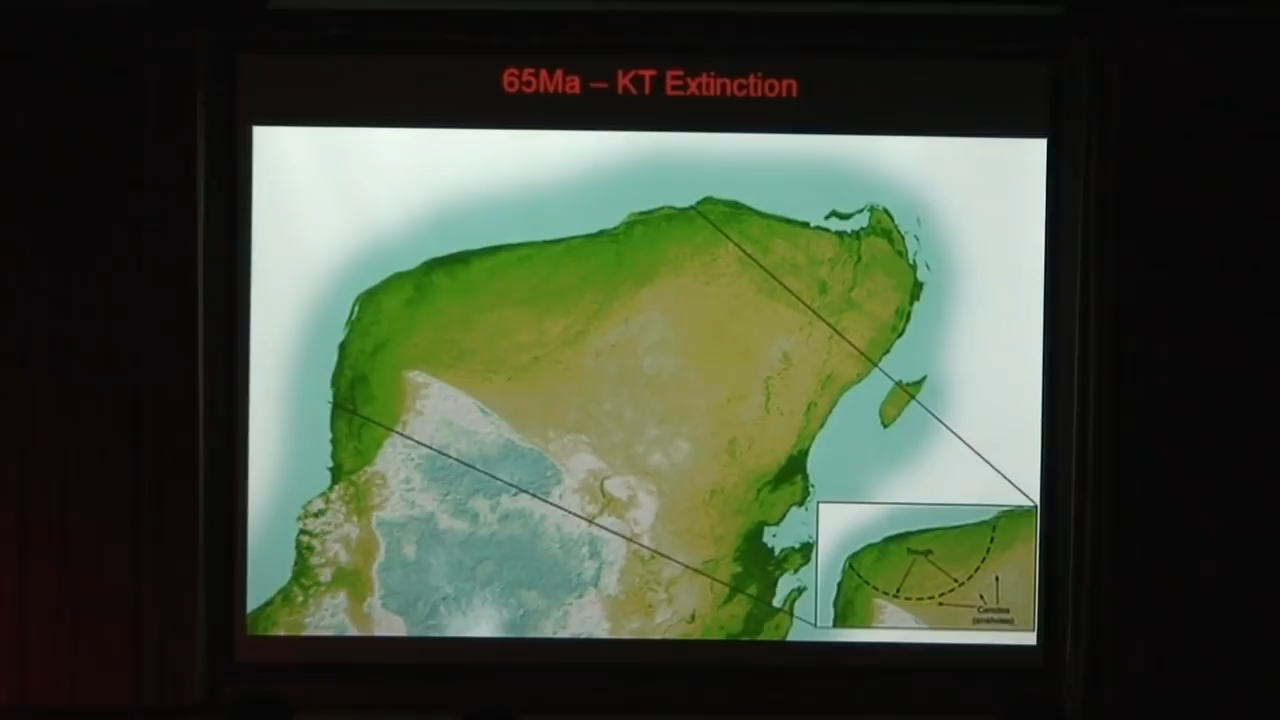 65Ma – KT Extinction
Trough
Cenotes
(sinkholes)